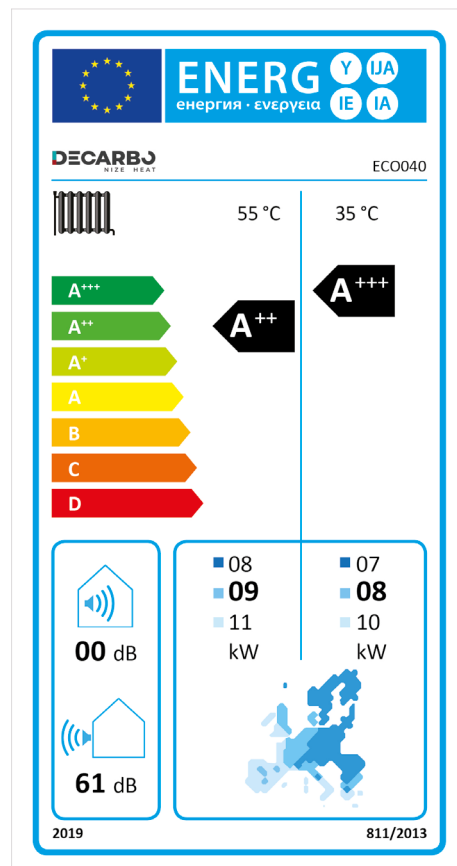 ENERG Y IJA
енергия · ενεργεια IE IA
DECARBO
NIZE HEAT
ECO040
55 °C 35 °C
A+++
A++
A+++
A++
A+
A
B
C
D
08 07
09 08
11 10
kW kW
00 dB
61 dB
2019 811/2013